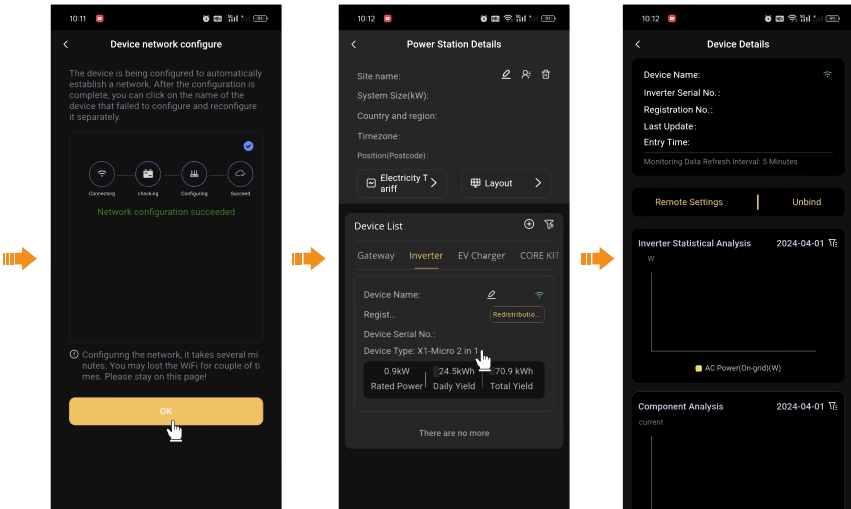 10:11
Device network configure
The device is being configured to automatically
establish a network. After the configuration is
complete, you can click on the name of the
device that failed to configure and reconfigure
it separately.
Connecting
checking
Configuring
Succeed
Network configuration succeeded
Configuring the network, it takes several mi
nutes. You may lost the WiFi for couple of ti
mes. Please stay on this page!
OK
10:12
Power Station Details
Site name:
System Size(kW):
Country and region:
Timezone:
Position(Postcode):
Electricity T
ariff
Layout
Device List
Gateway Inverter EV Charger CORE KIT
Device Name:
Regist...
Redistributio...
Device Serial No.:
Device Type: X1-Micro 2 in 1
0.9kW
Rated Power
24.5kWh
Daily Yield
70.9 kWh
Total Yield
There are no more
10:12
Device Details
Device Name:
Inverter Serial No.:
Registration No.:
Last Update:
Entry Time:
Monitoring Data Refresh Interval: 5 Minutes
Remote Settings
Unbind
Inverter Statistical Analysis 2024-04-01
W
AC Power(On-grid)(W)
Component Analysis 2024-04-01
current